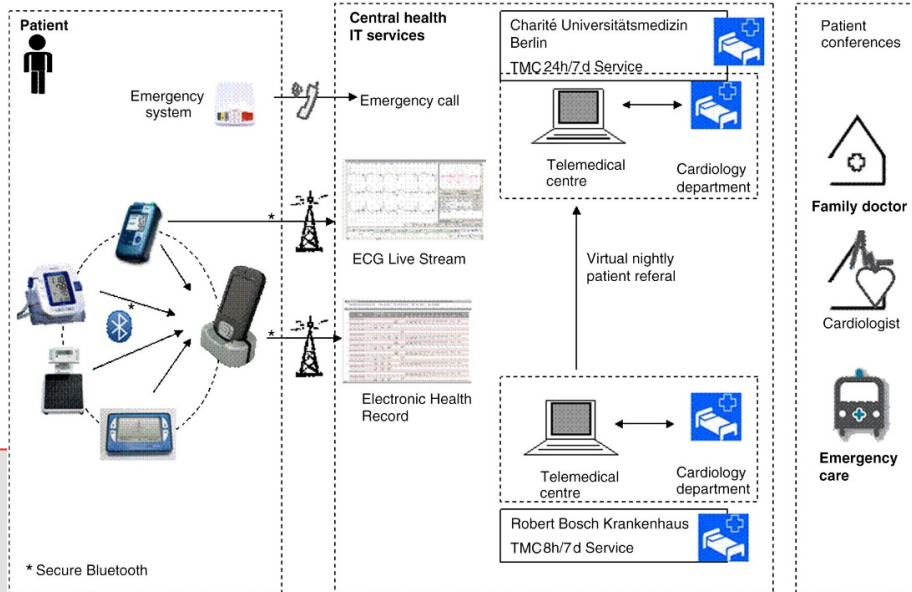 Patient
Emergency
system
* Secure Bluetooth
*
*
*
Central health
IT services
Emergency call
ECG Live Stream
Electronic Health
Record
Charité Universitätsmedizin
Berlin
TMC 24h/7d Service
Telemedical
centre
Cardiology
department
Virtual nightly
patient referal
Telemedical
centre
Cardiology
department
Robert Bosch Krankenhaus
TMC8h/7d Service
Patient
conferences
Family doctor
Cardiologist
Emergency
care